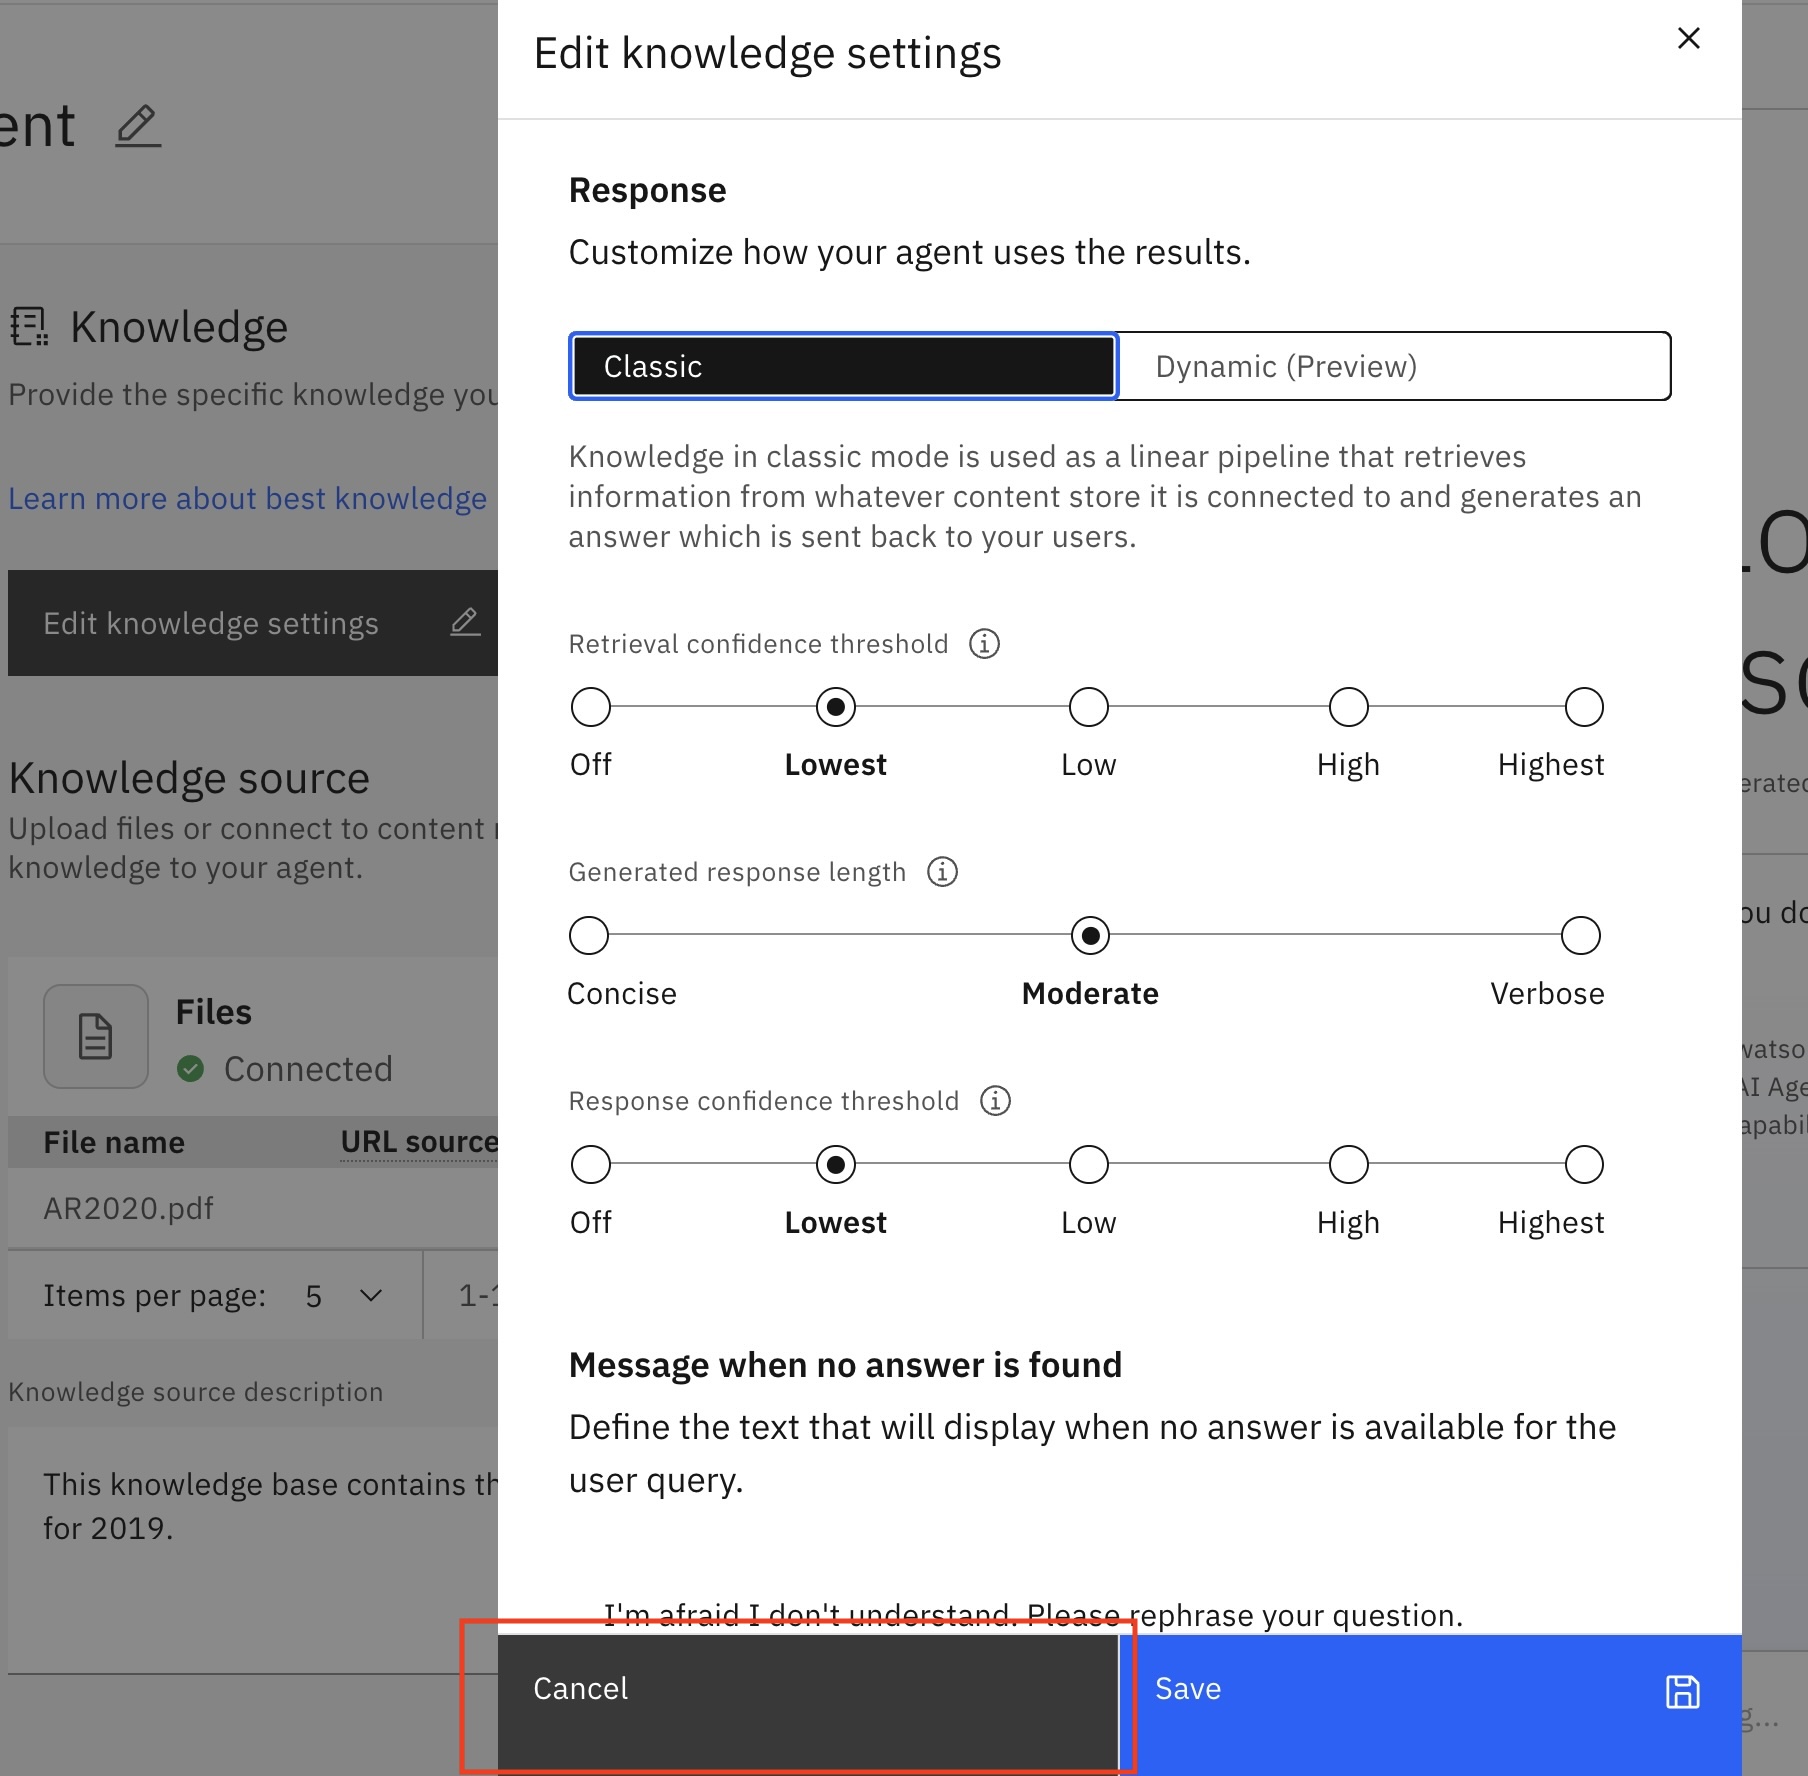 ent
Knowledge
Provide the specific knowledge you
Learn more about best knowledge
Edit knowledge settings
Knowledge source
Upload files or connect to content
knowledge to your agent.
Files
Connected
File name URL source
AR2020.pdf
Items per page: 5 1-1
Knowledge source description
This knowledge base contains th
for 2019.
Edit knowledge settings
Response
Customize how your agent uses the results.
Classic Dynamic (Preview)
Knowledge in classic mode is used as a linear pipeline that retrieves
information from whatever content store it is connected to and generates an
answer which is sent back to your users.
Retrieval confidence threshold
Off Lowest Low High Highest
Generated response length
Concise Moderate Verbose
Response confidence threshold
Off Lowest Low High Highest
Message when no answer is found
Define the text that will display when no answer is available for the
user query.
I'm afraid I don't understand. Please rephrase your question.
Cancel Save
erated
ou do
watso
AI Age
apabil
g...